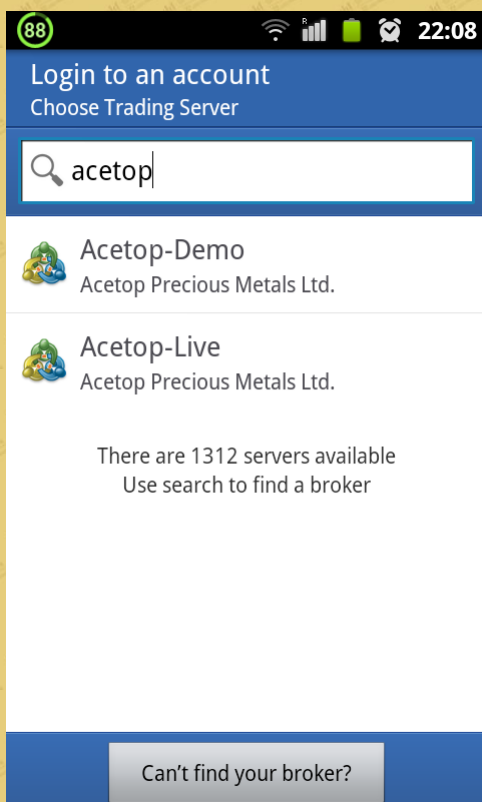 88
R
22:08
Login to an account
Choose Trading Server
acetop
Acetop-Demo
Acetop Precious Metals Ltd.
Acetop-Live
Acetop Precious Metals Ltd.
There are 1312 servers available
Use search to find a broker
Can't find your broker?